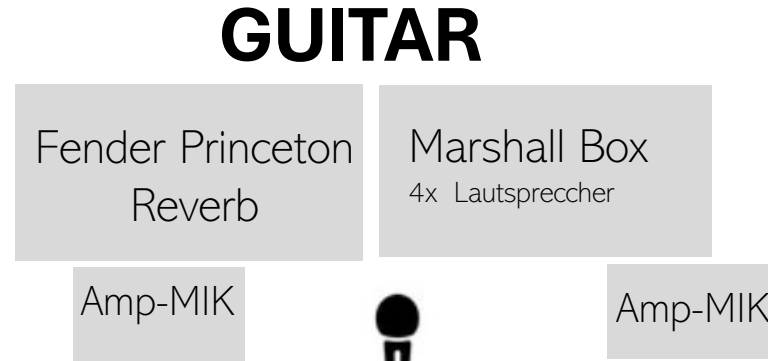 GUITAR
Fender Princeton
Reverb
Marshall Box
4x Lautspreccher
Amp-MIK
Amp-MIK